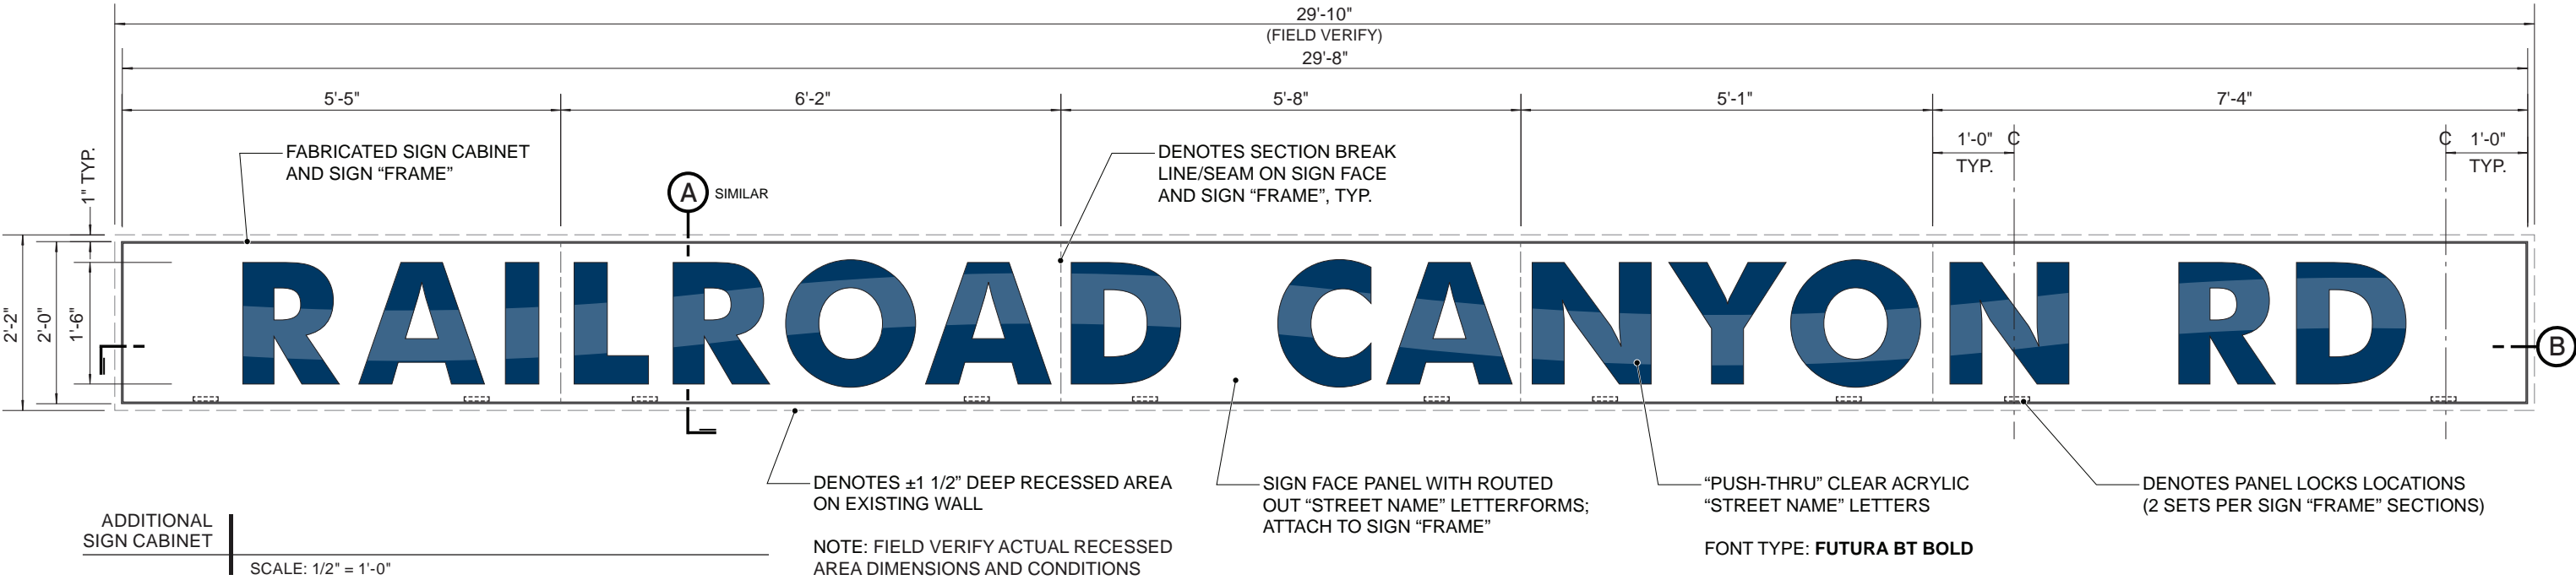 29'-10"
(FIELD VERIFY)
29'-8"
5'-5"
6'-2"
5'-8"
5'-1"
7'-4"
1'-0"
TYP.
C
C
1'-0"
TYP.
1" TYP.
FABRICATED SIGN CABINET
AND SIGN “FRAME”
A
SIMILAR
DENOTES SECTION BREAK
LINE/SEAM ON SIGN FACE
AND SIGN “FRAME”, TYP.
2'-2"
2'-0"
1'-6"
RAILROAD CANYON RD
B
DENOTES ±1 1/2” DEEP RECESSED AREA
ON EXISTING WALL
NOTE: FIELD VERIFY ACTUAL RECESSED
AREA DIMENSIONS AND CONDITIONS
SIGN FACE PANEL WITH ROUTED
OUT “STREET NAME” LETTERFORMS;
ATTACH TO SIGN “FRAME”
“PUSH-THRU” CLEAR ACRYLIC
“STREET NAME” LETTERS
FONT TYPE: FUTURA BT BOLD
DENOTES PANEL LOCKS LOCATIONS
(2 SETS PER SIGN “FRAME” SECTIONS)
ADDITIONAL
SIGN CABINET
SCALE: 1/2" = 1'-0"